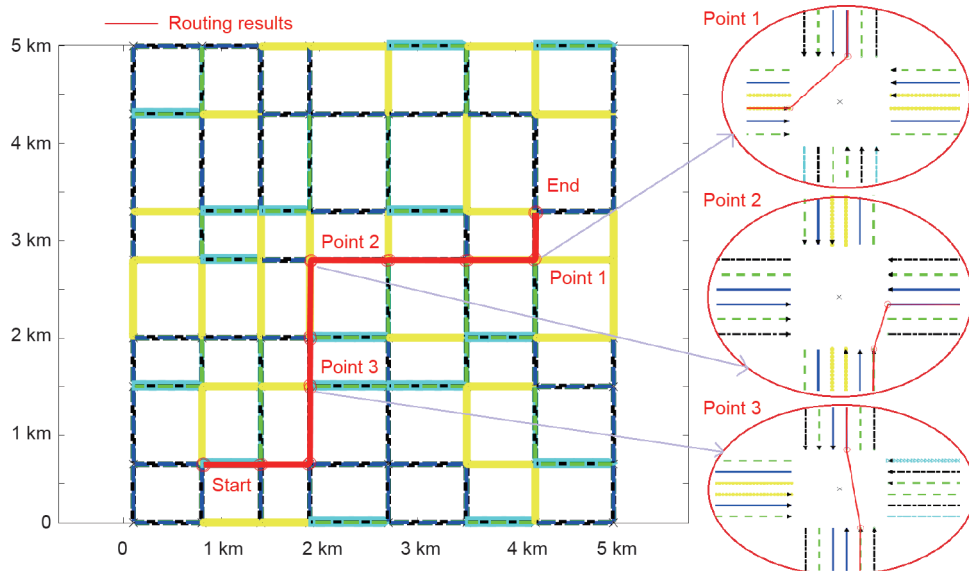 Routing results
Point 1
5 km
4 km
End
Point 2
Point 2
3 km
Point 1
2 km
Point 3
Point 3
1 km
Start
0
0
1 km
2 km
3 km
4 km
5 km